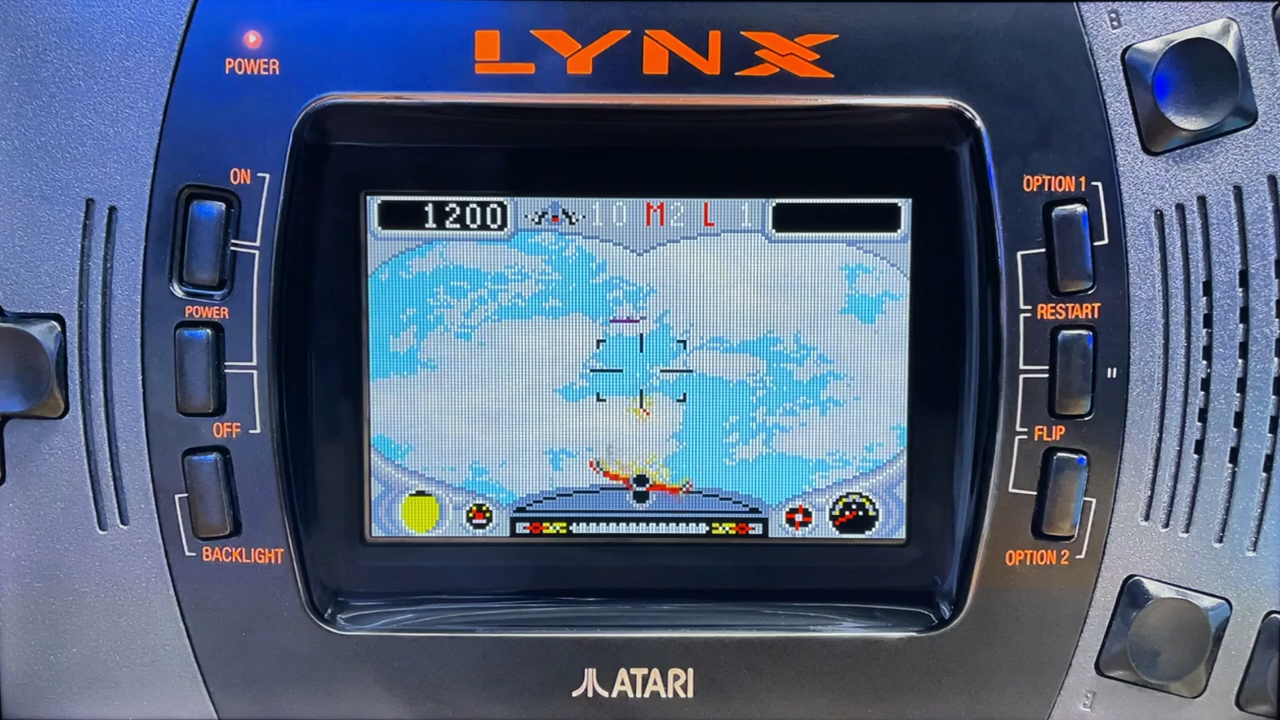 LYNX
POWER
ON
OPTION 1
1200 10 M2 L 1
POWER
RESTART
OFF
FLIP
BACKLIGHT
OPTION 2
ATARI